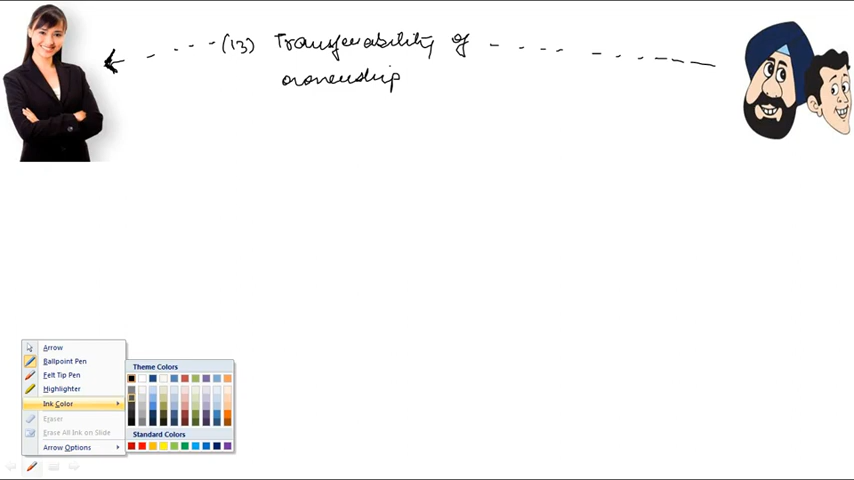 (13) Transferability of
ownership
Arrow
Ballpoint Pen
Felt Tip Pen
Highlighter
Ink Color
Eraser
Erase All Ink on Slide
Arrow Options
Theme Colors
Standard Colors